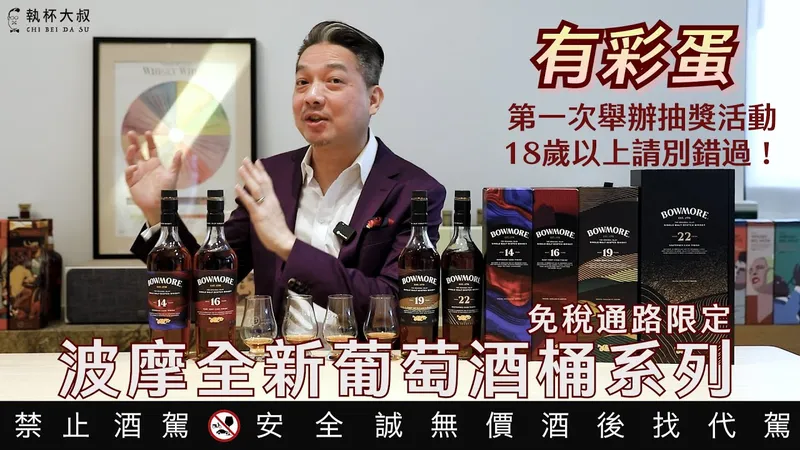 執杯大叔
CHI BEI DA SU
WHISKY WH
有彩蛋
第一次舉辦抽獎活動
18歲以上請別錯過！
BOWMORE
14
BOWMORE
16
BOWMORE
19
BOWMORE
22
BOWMORE
14
BOWMORE
16
BOWMORE
19
BOWMORE
22
免稅通路限定
波摩全新葡萄酒桶系列
禁止酒駕 安全誠無價酒後找代駕